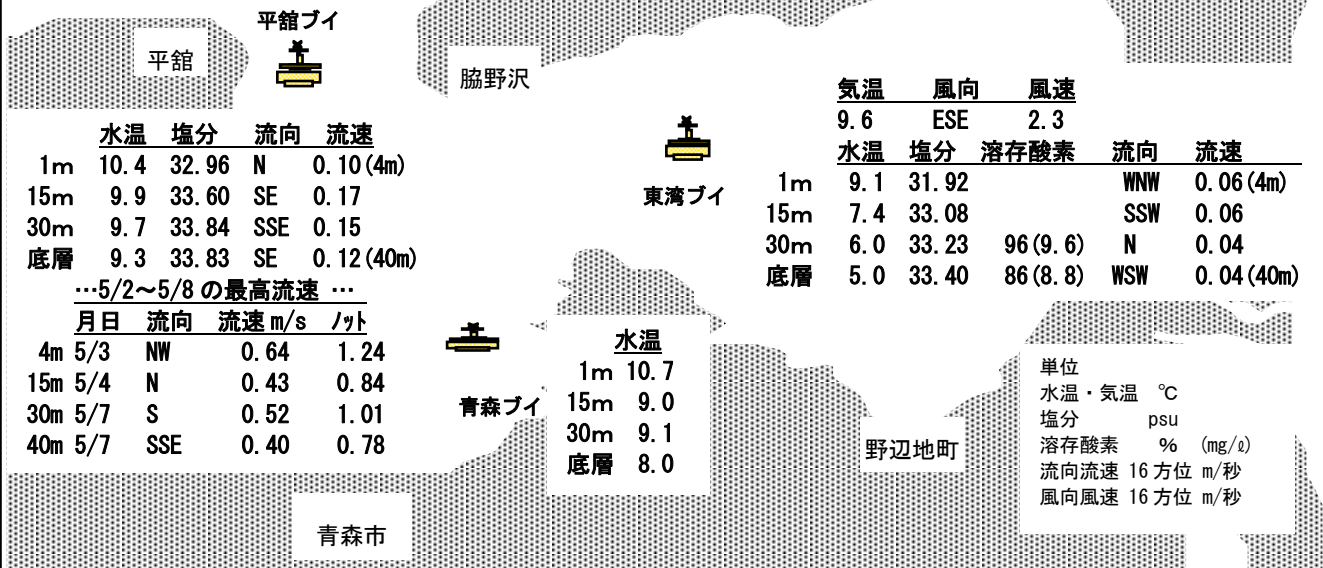 平舘ブイ
平舘
脇野沢
水温 塩分 流向 流速
1m 10.4 32.96 N 0.10(4m)
15m 9.9 33.60 SE 0.17
30m 9.7 33.84 SSE 0.15
底層 9.3 33.83 SE 0.12(40m)
…5/2～5/8の最高流速 …
月日 流向 流速m/s ﾉｯﾄ
4m 5/3 NW 0.64 1.24
15m 5/4 N 0.43 0.84
30m 5/7 S 0.52 1.01
40m 5/7 SSE 0.40 0.78
東湾ブイ
気温 風向 風速
9.6 ESE 2.3
水温 塩分 溶存酸素 流向 流速
1m 9.1 31.92 WNW 0.06(4m)
15m 7.4 33.08 SSW 0.06
30m 6.0 33.23 96(9.6) N 0.04
底層 5.0 33.40 86(8.8) WSW 0.04(40m)
青森ブイ
水温
1m 10.7
15m 9.0
30m 9.1
底層 8.0
青森市
野辺地町
単位
水温・気温 ℃
塩分 psu
溶存酸素 % (mg/ℓ)
流向流速 16方位 m/秒
風向風速 16方位 m/秒